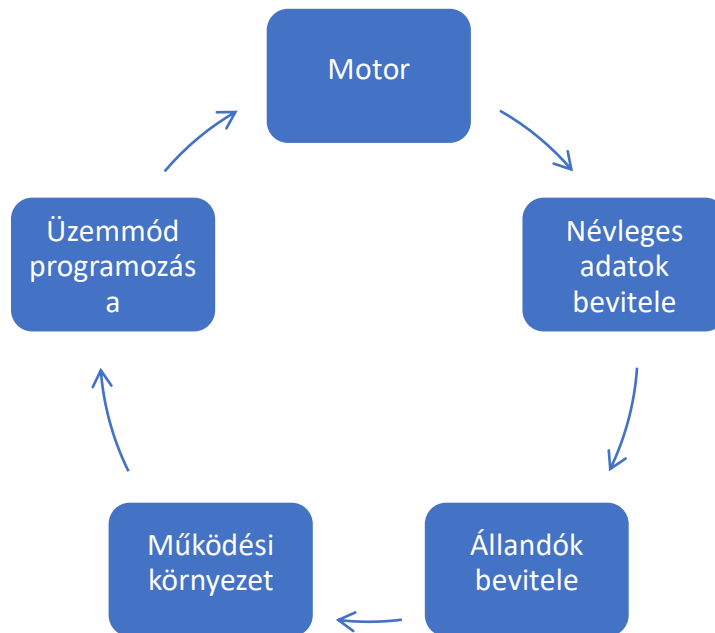 Motor
Névleges
adatok
bevitele
Állandók
bevitele
Működési
környezet
Üzemmód
programozás
a